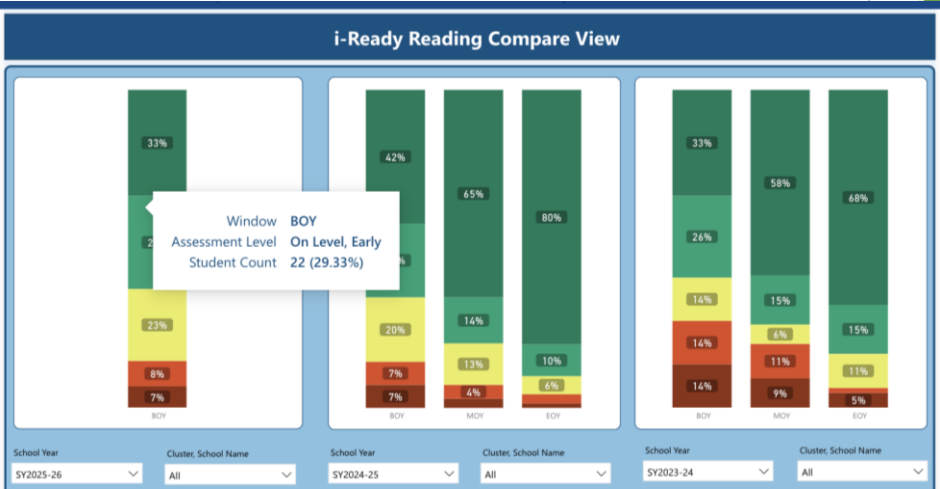 i-Ready Reading Compare View
33%
Window BOY
Assessment Level On Level, Early
Student Count 22 (29.33%)
23%
8%
7%
BOY
42%
20%
7%
7%
BOY
65%
14%
13%
4%
MOY
80%
10%
6%
EOY
33%
26%
14%
14%
14%
BOY
58%
15%
6%
11%
9%
MOY
68%
15%
11%
5%
EOY
School Year
SY2025-26
Cluster, School Name
All
School Year
SY2024-25
Cluster, School Name
All
School Year
SY2023-24
Cluster, School Name
All